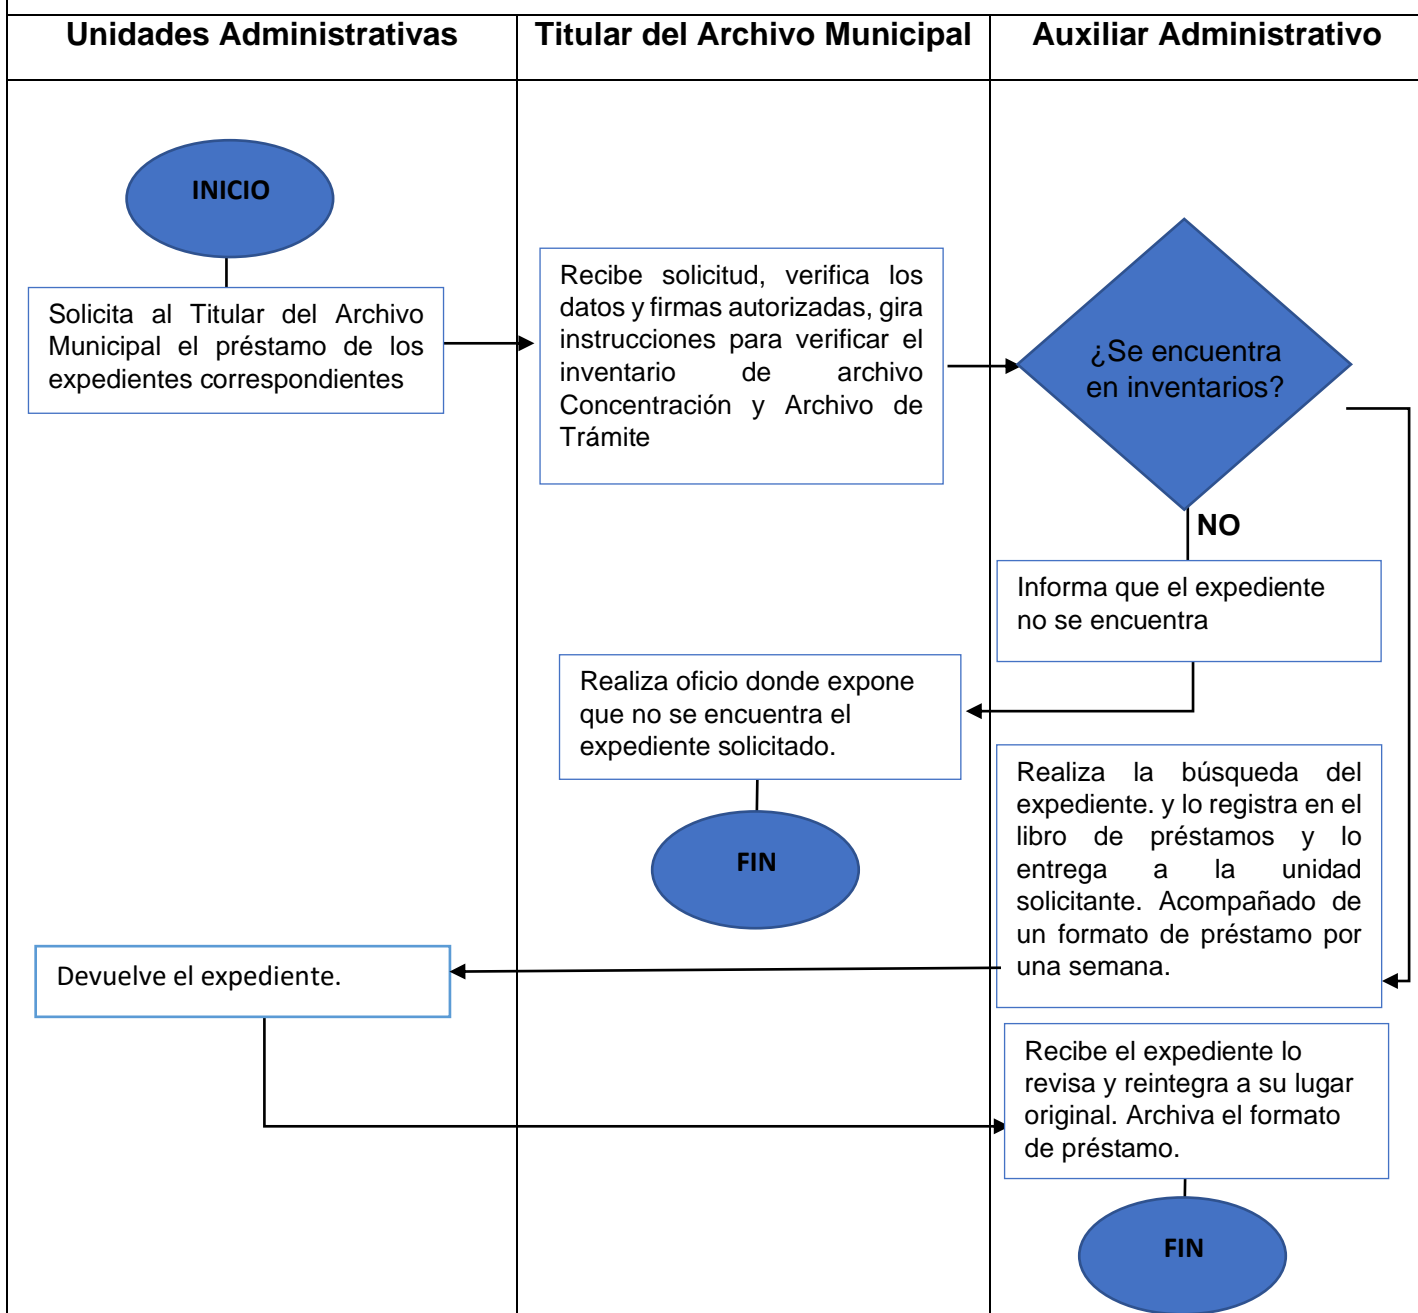 Unidades Administrativas
Titular del Archivo Municipal
Auxiliar Administrativo
INICIO
Solicita al Titular del Archivo
Municipal el préstamo de los
expedientes correspondientes
Recibe solicitud, verifica los
datos y firmas autorizadas, gira
instrucciones para verificar el
inventario de archivo
Concentración y Archivo de
Trámite
¿Se encuentra
en inventarios?
NO
Informa que el expediente
no se encuentra
Realiza oficio donde expone
que no se encuentra el
expediente solicitado.
FIN
Realiza la búsqueda del
expediente. y lo registra en el
libro de préstamos y lo
entrega a la unidad
solicitante. Acompañado de
un formato de préstamo por
una semana.
Devuelve el expediente.
Recibe el expediente lo
revisa y reintegra a su lugar
original. Archiva el formato
de préstamo.
FIN